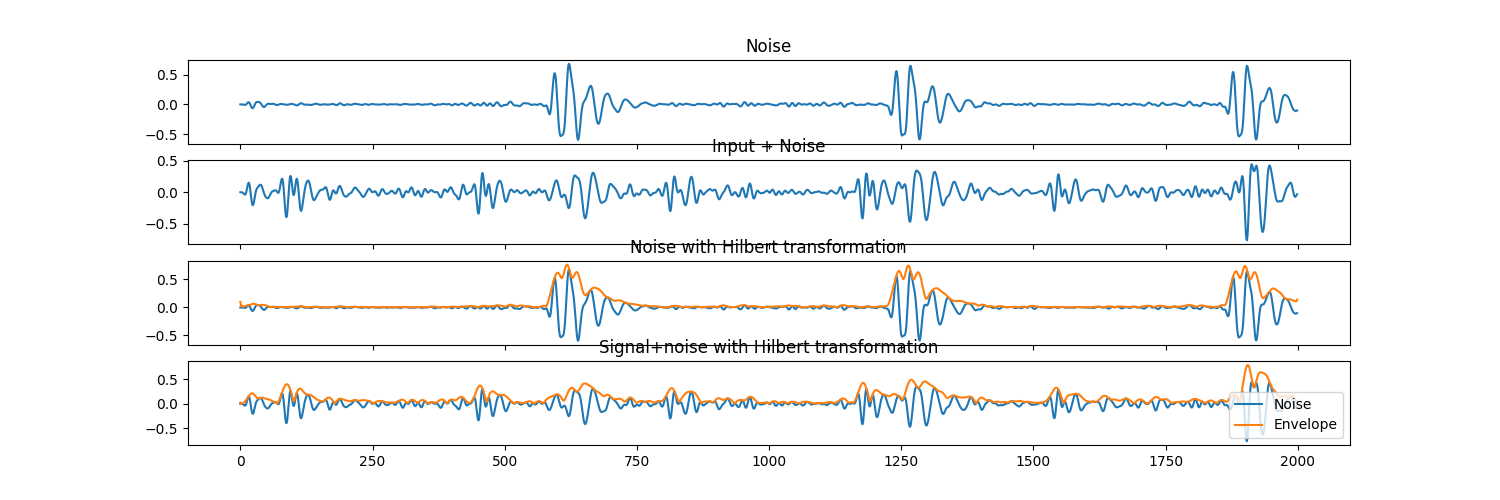 Noise
0.5
0.0
−0.5
Input + Noise
0.5
0.0
−0.5
Noise with Hilbert transformation
0.5
0.0
−0.5
Signal+noise with Hilbert transformation
0.5
0.0
−0.5
Noise
Envelope
0 250 500 750 1000 1250 1500 1750 2000